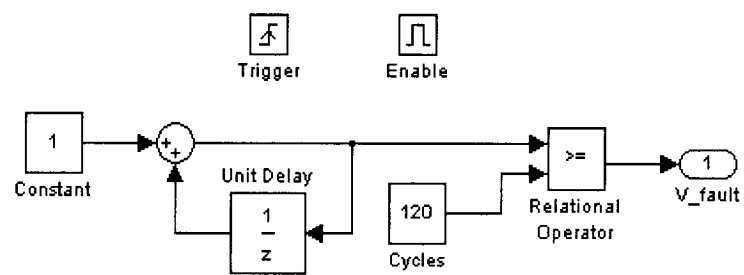 Trigger
Enable
1
Constant
+
+
Unit Delay
1
z
120
Cycles
>=
Relational
Operator
1
V_fault